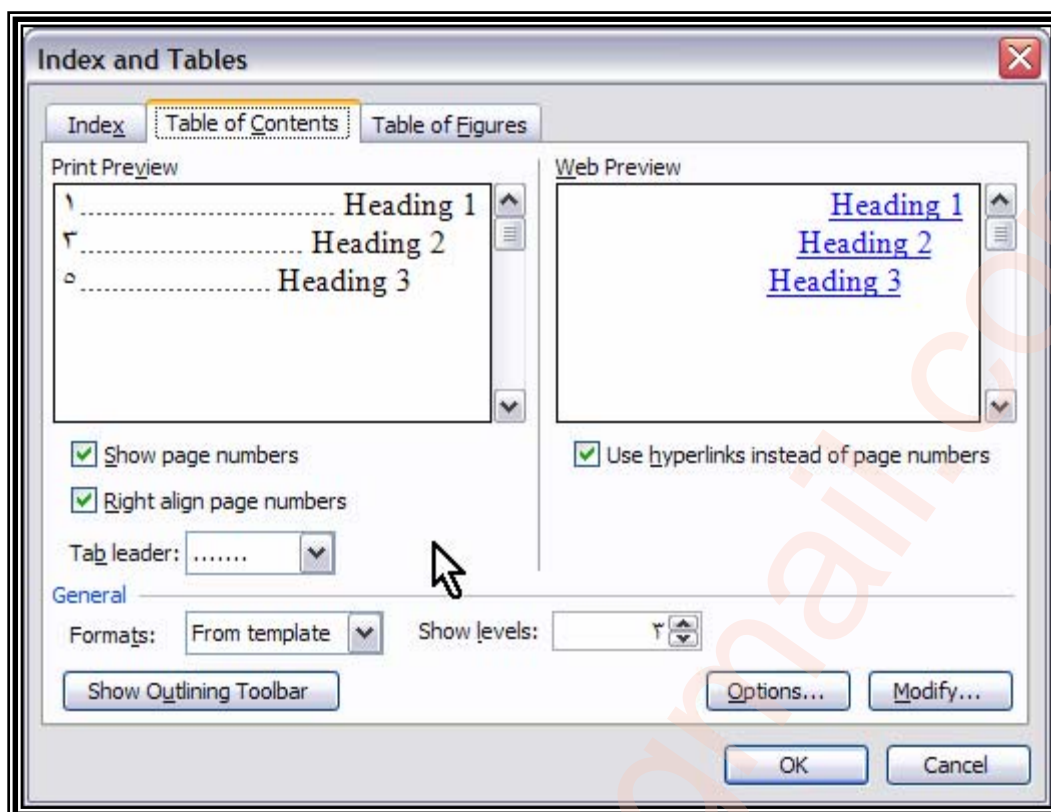 Index and Tables
Index Table of Contents Table of Figures
Print Preview
١ .............................. Heading 1
٣ .......................... Heading 2
٥ ...................... Heading 3
Web Preview
Heading 1
Heading 2
Heading 3
Show page numbers
Right align page numbers
Tab leader: .......
Use hyperlinks instead of page numbers
General
Formats: From template Show levels: ٣
Show Outlining Toolbar Options... Modify...
OK Cancel
gmail.com